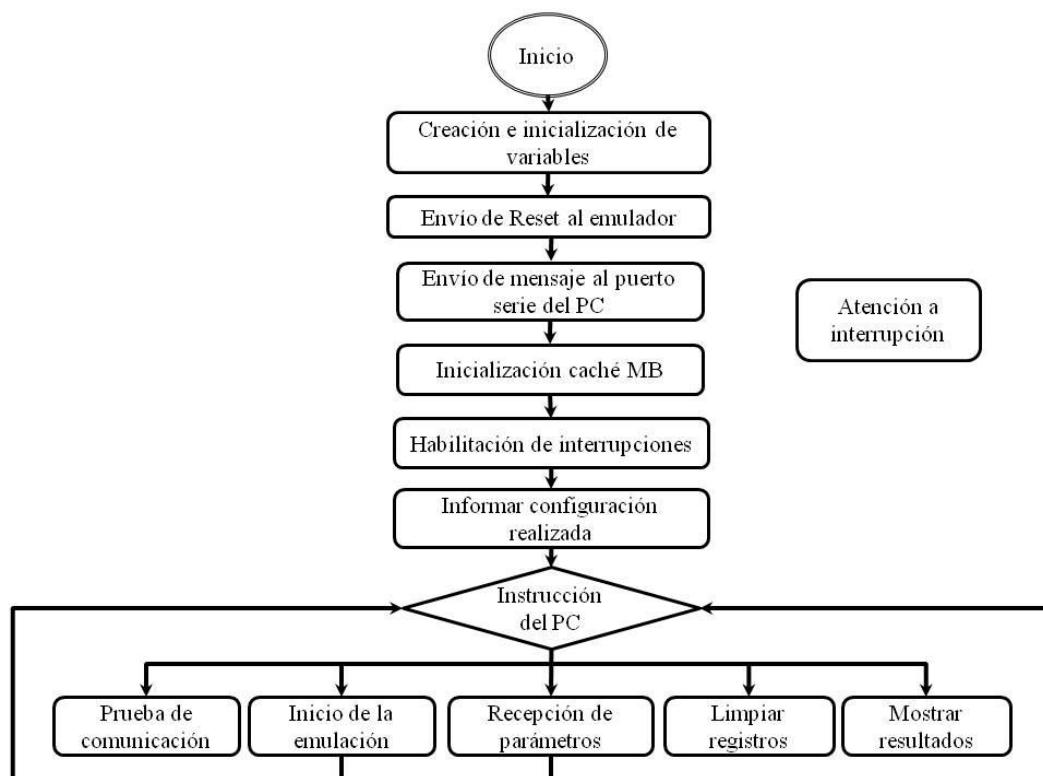 Inicio
Creación e inicialización de
variables
Envío de Reset al emulador
Envío de mensaje al puerto
serie del PC
Atención a
interrupción
Inicialización caché MB
Habilitación de interrupciones
Informar configuración
realizada
Instrucción
del PC
Prueba de
comunicación
Inicio de la
emulación
Recepción de
parámetros
Limpiar
registros
Mostrar
resultados